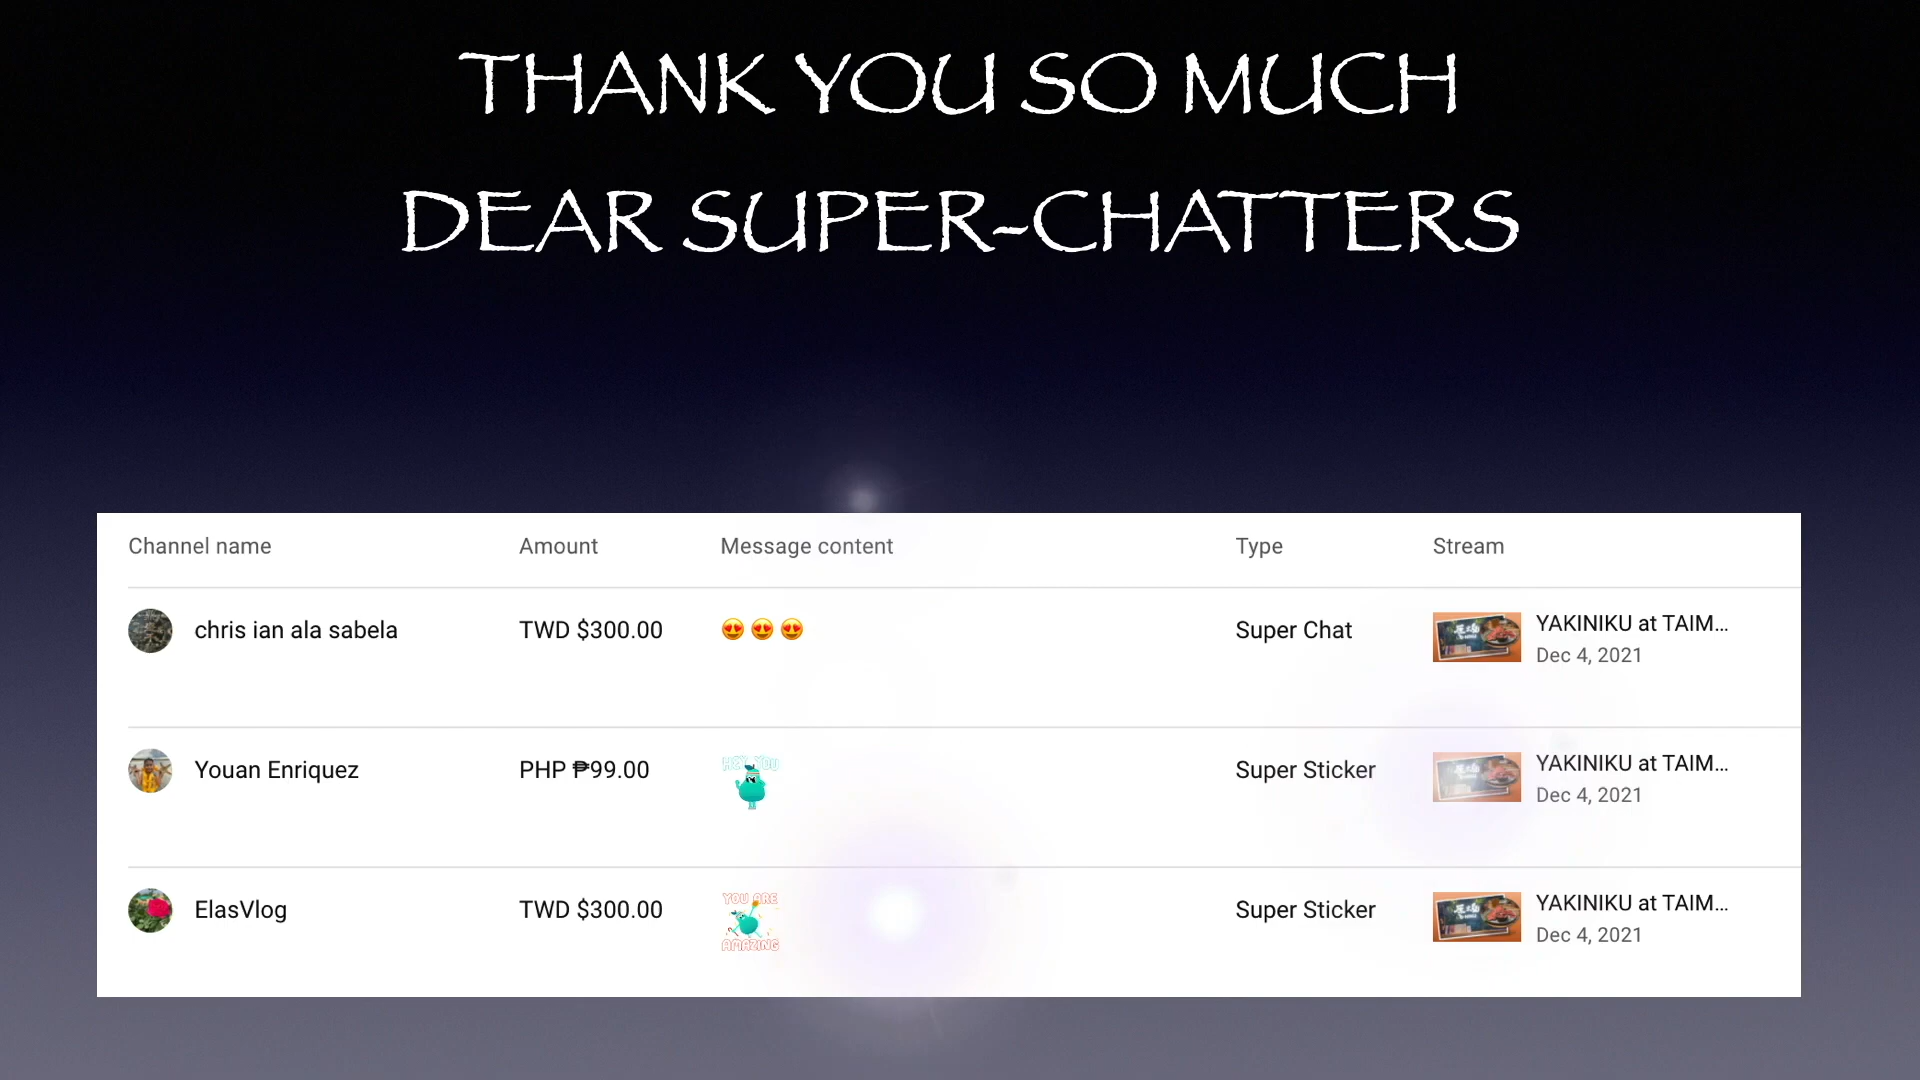 THANK YOU SO MUCH
DEAR SUPER-CHATTERS
Channel name Amount Message content Type Stream
chris ian ala sabela TWD $300.00 😍 😍 😍 Super Chat YAKINIKU at TAIM...
Dec 4, 2021
Youan Enriquez PHP ₱99.00 HEY YOU Super Sticker YAKINIKU at TAIM...
Dec 4, 2021
ElasVlog TWD $300.00 YOU ARE AMAZING Super Sticker YAKINIKU at TAIM...
Dec 4, 2021